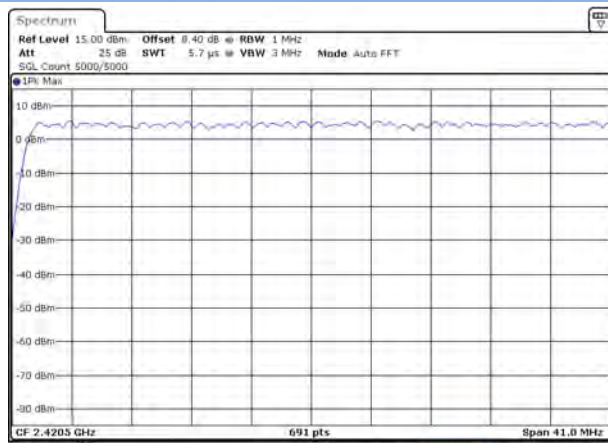 Spectrum
Ref Level 15.00 dBm Offset 8.40 dB RBW 1 MHz
Att 25 dB SWT 5.7 µs VBW 3 MHz Mode Auto FFT
SGL Count 5000/5000
1Pk Max
10 dBm
0 dBm
-10 dBm
-20 dBm
-30 dBm
-40 dBm
-50 dBm
-60 dBm
-70 dBm
-80 dBm
CF 2.4205 GHz 691 pts Span 41.0 MHz